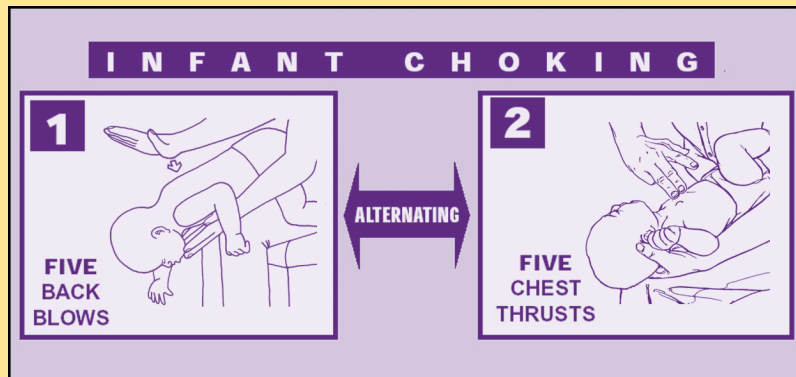 INFANT CHOKING
1
FIVE
BACK
BLOWS
ALTERNATING
2
FIVE
CHEST
THRUSTS